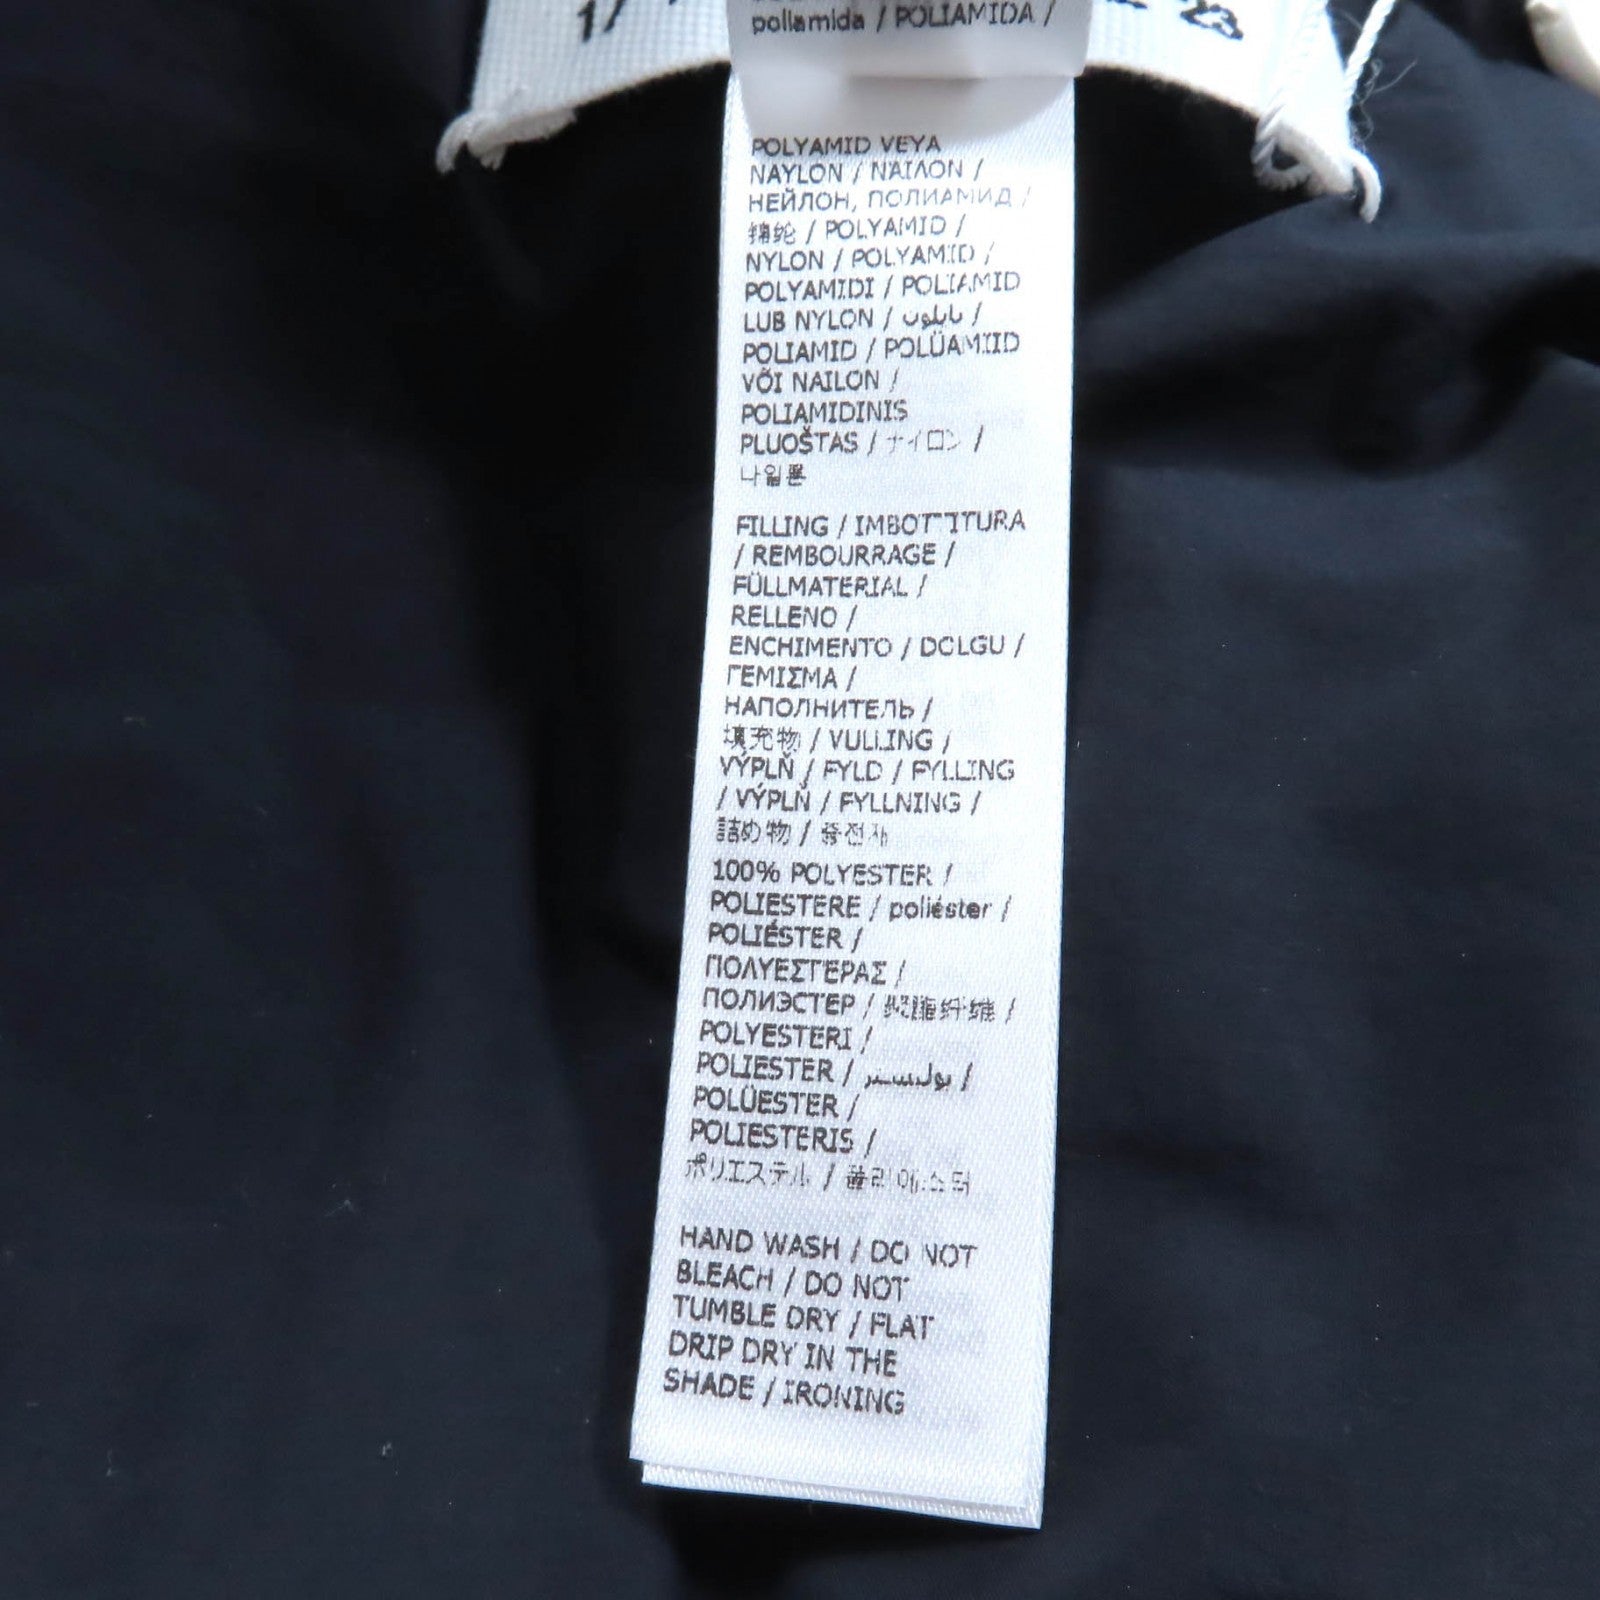 poliamida / POLIAMIDA /
POLYAMID VEYA
NAYLON / ΝΑΪΛΟΝ /
НЕЙЛОН, ПОЛИАМИД /
锦纶 / POLYAMID /
NYLON / POLYAMID /
POLYAMIDI / POLIAMID
LUB NYLON / نايلون /
POLIAMID / POLÜAMIID
VÕI NAILON /
POLIAMIDINIS
PLUOŠTAS / ナイロン /
나일론
FILLING / IMBOTTITURA
/ REMBOURRAGE /
FÜLLMATERIAL /
RELLENO /
ENCHIMENTO / DOLGU /
ΓΕΜΙΣΜΑ /
НАПОЛНИТЕЛЬ /
填充物 / VULLING /
VÝPLŇ / FYLD / FYLLING
/ VÝPLŇ / FYLLNING /
詰め物 / 충전재
100% POLYESTER /
POLIESTERE / poliéster /
POLIÉSTER /
ΠΟΛΥΕΣΤΕΡΑΣ /
ПОЛИЭСТЕР / 聚酯纤维 /
POLYESTERI /
POLIESTER / بوليستر /
POLÜESTER /
POLIESTERIS /
ポリエステル / 폴리에스터
HAND WASH / DO NOT
BLEACH / DO NOT
TUMBLE DRY / FLAT
DRIP DRY IN THE
SHADE / IRONING